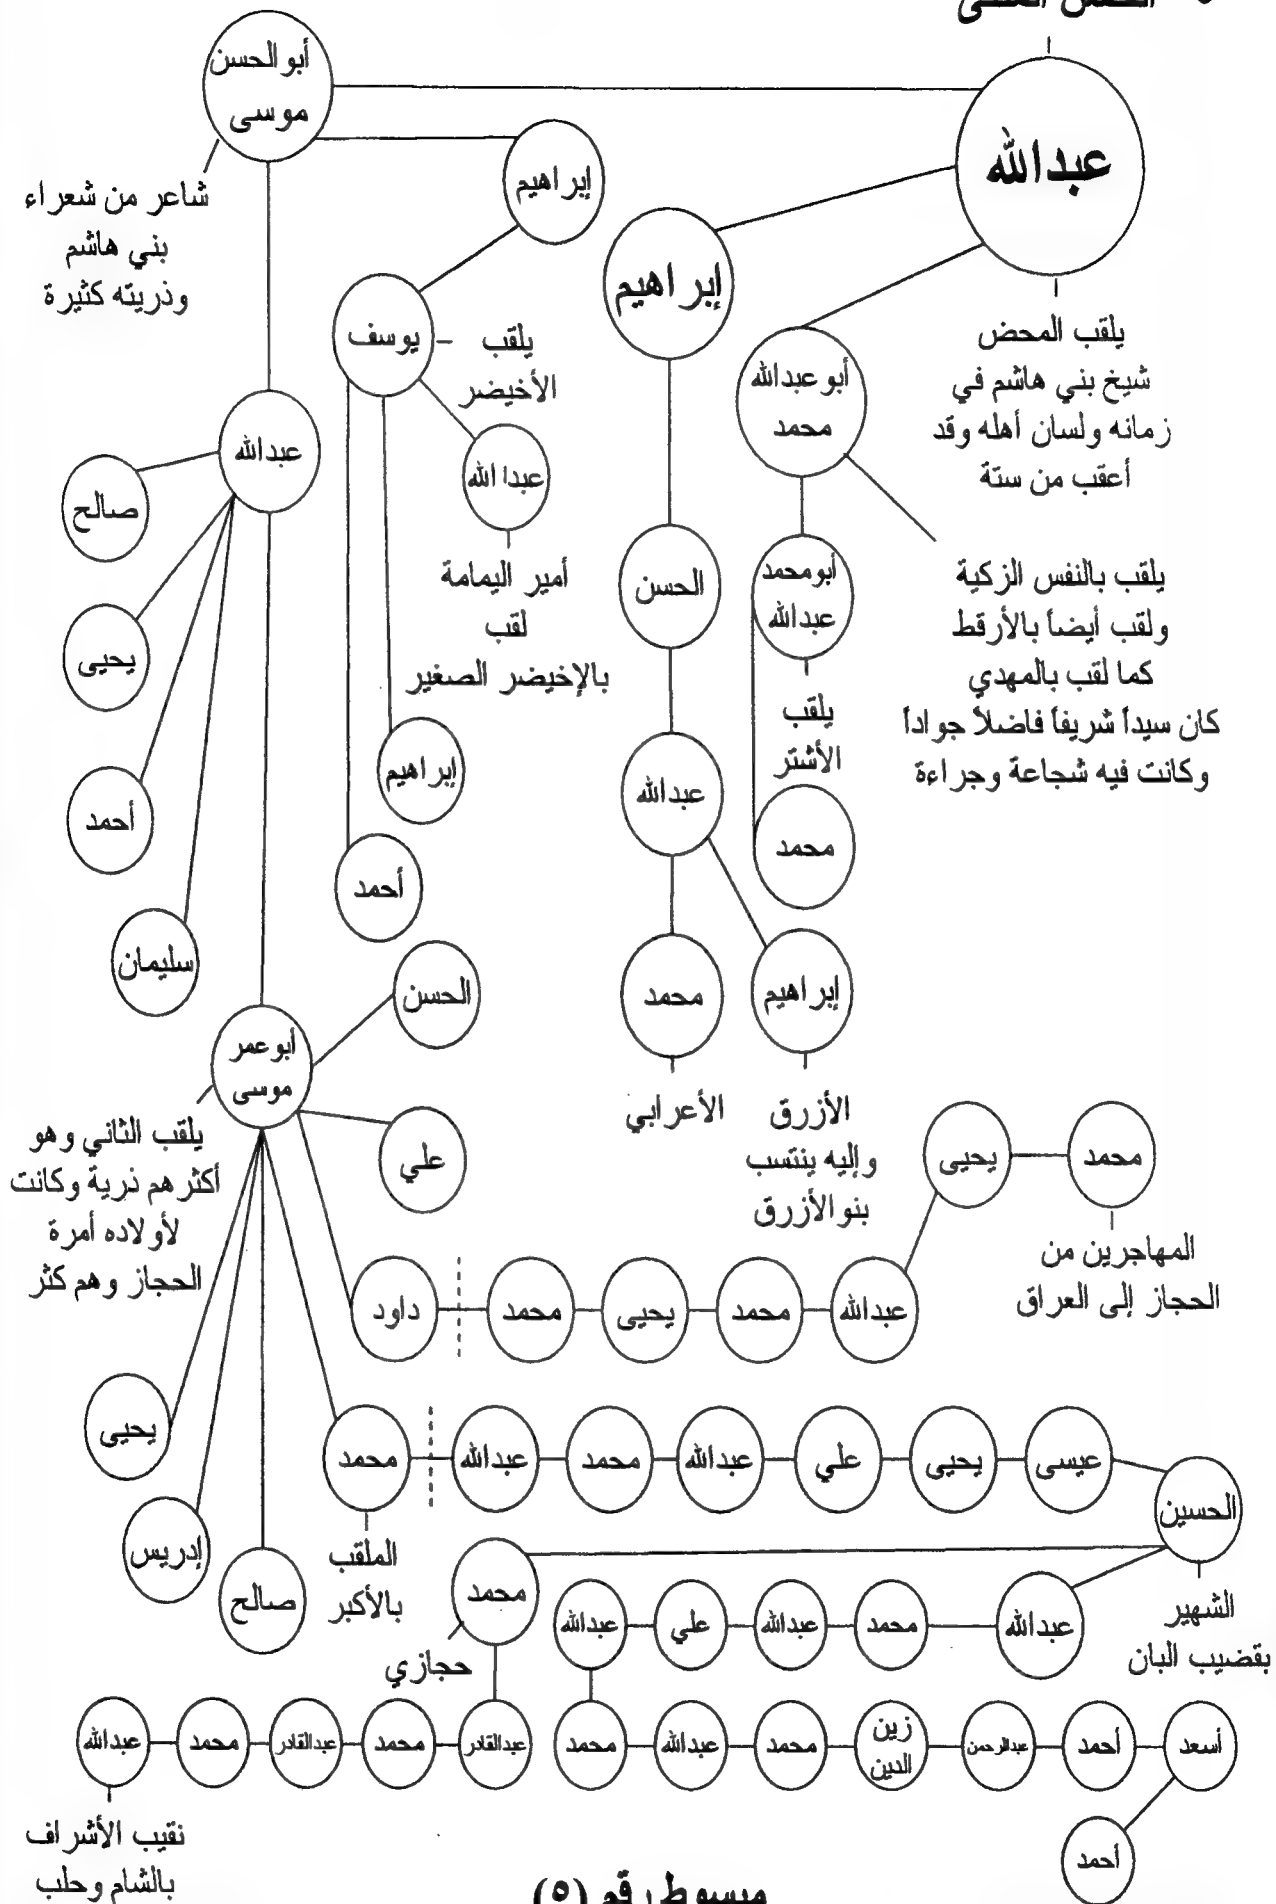 عبدالله
يلقب المحض
شيخ بني هاشم في
زمانه ولسان أهله وقد
أعقب من ستة
أبو الحسن
موسى
شاعر من شعراء
بني هاشم
وذريته كثيرة
إبراهيم
إبراهيم
أبو عبدالله
محمد
يلقب بالنفس الزكية
ولقب أيضاً بالأرقط
كما لقب بالمهدي
كان سيداً شريفاً فاضلاً جواداً
وكانت فيه شجاعة وجراءة
يوسف
يلقب
الأخيضر
عبدا الله
أمير اليمامة
لقب
بالإخيضر الصغير
إبراهيم
أحمد
الحسن
أبو محمد
عبدالله
يلقب
الأشتر
محمد
عبدالله
محمد
الأعرابي
إبراهيم
الأزرق
وإليه ينتسب
بنو الأزرق
عبدالله
صالح
يحيى
أحمد
سليمان
أبو عمر
موسى
يلقب الثاني وهو
أكثرهم ذرية وكانت
لأولاده أمرة
الحجاز وهم كثر
الحسن
علي
محمد
يحيى
المهاجرين من
الحجاز إلى العراق
داود
محمد
يحيى
محمد
عبدالله
يحيى
إدريس
صالح
محمد
الملقب
بالأكبر
عبدالله
محمد
عبدالله
علي
يحيى
عيسى
الحسين
الشهير
بقضيب البان
محمد
حجازي
عبدالله
محمد
عبدالله
علي
عبدالله
عبدالقادر
محمد
عبدالقادر
محمد
عبدالله
نقيب الأشراف
بالشام وحلب
محمد
عبدالله
محمد
زين
الدين
عبدالرحمن
أحمد
أسعد
أحمد
مبسوط رقم (٥)